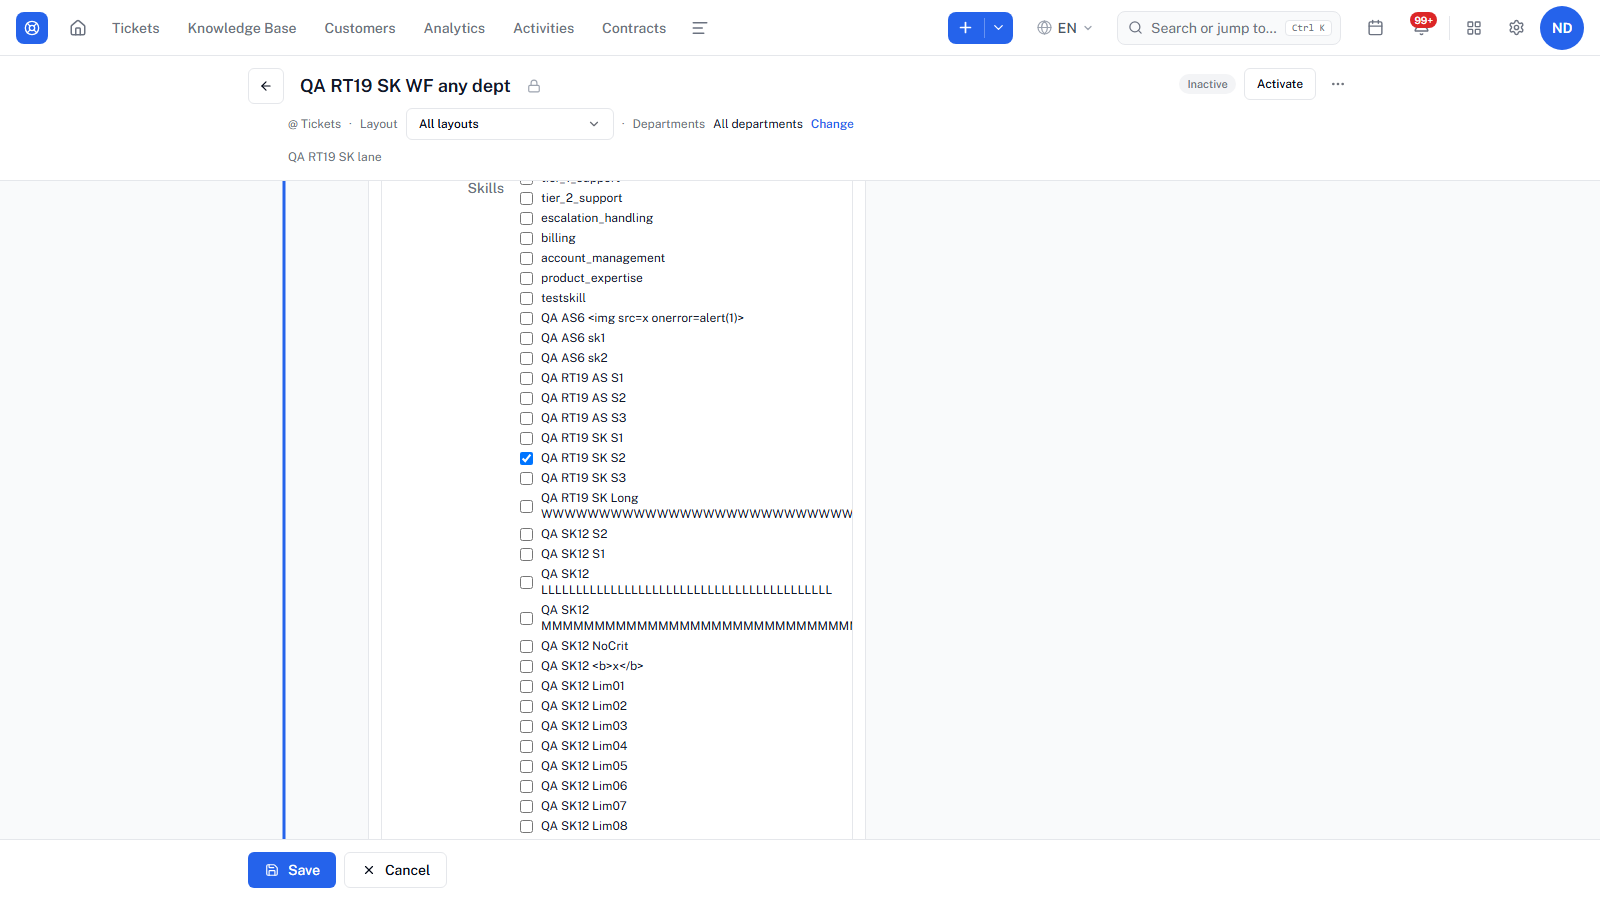 Tickets
Knowledge Base
Customers
Analytics
Activities
Contracts
EN
Search or jump to...
Ctrl K
99+
ND
QA RT19 SK WF any dept
Inactive
Activate
@ Tickets · Layout
All layouts
· Departments All departments Change
QA RT19 SK lane
Skills
tier_2_support
escalation_handling
billing
account_management
product_expertise
testskill
QA AS6 <img src=x onerror=alert(1)>
QA AS6 sk1
QA AS6 sk2
QA RT19 AS S1
QA RT19 AS S2
QA RT19 AS S3
QA RT19 SK S1
QA RT19 SK S2
QA RT19 SK S3
QA RT19 SK Long
QA SK12 S2
QA SK12 S1
QA SK12
QA SK12
QA SK12 NoCrit
QA SK12 <b>x</b>
QA SK12 Lim01
QA SK12 Lim02
QA SK12 Lim03
QA SK12 Lim04
QA SK12 Lim05
QA SK12 Lim06
QA SK12 Lim07
QA SK12 Lim08
Save
Cancel